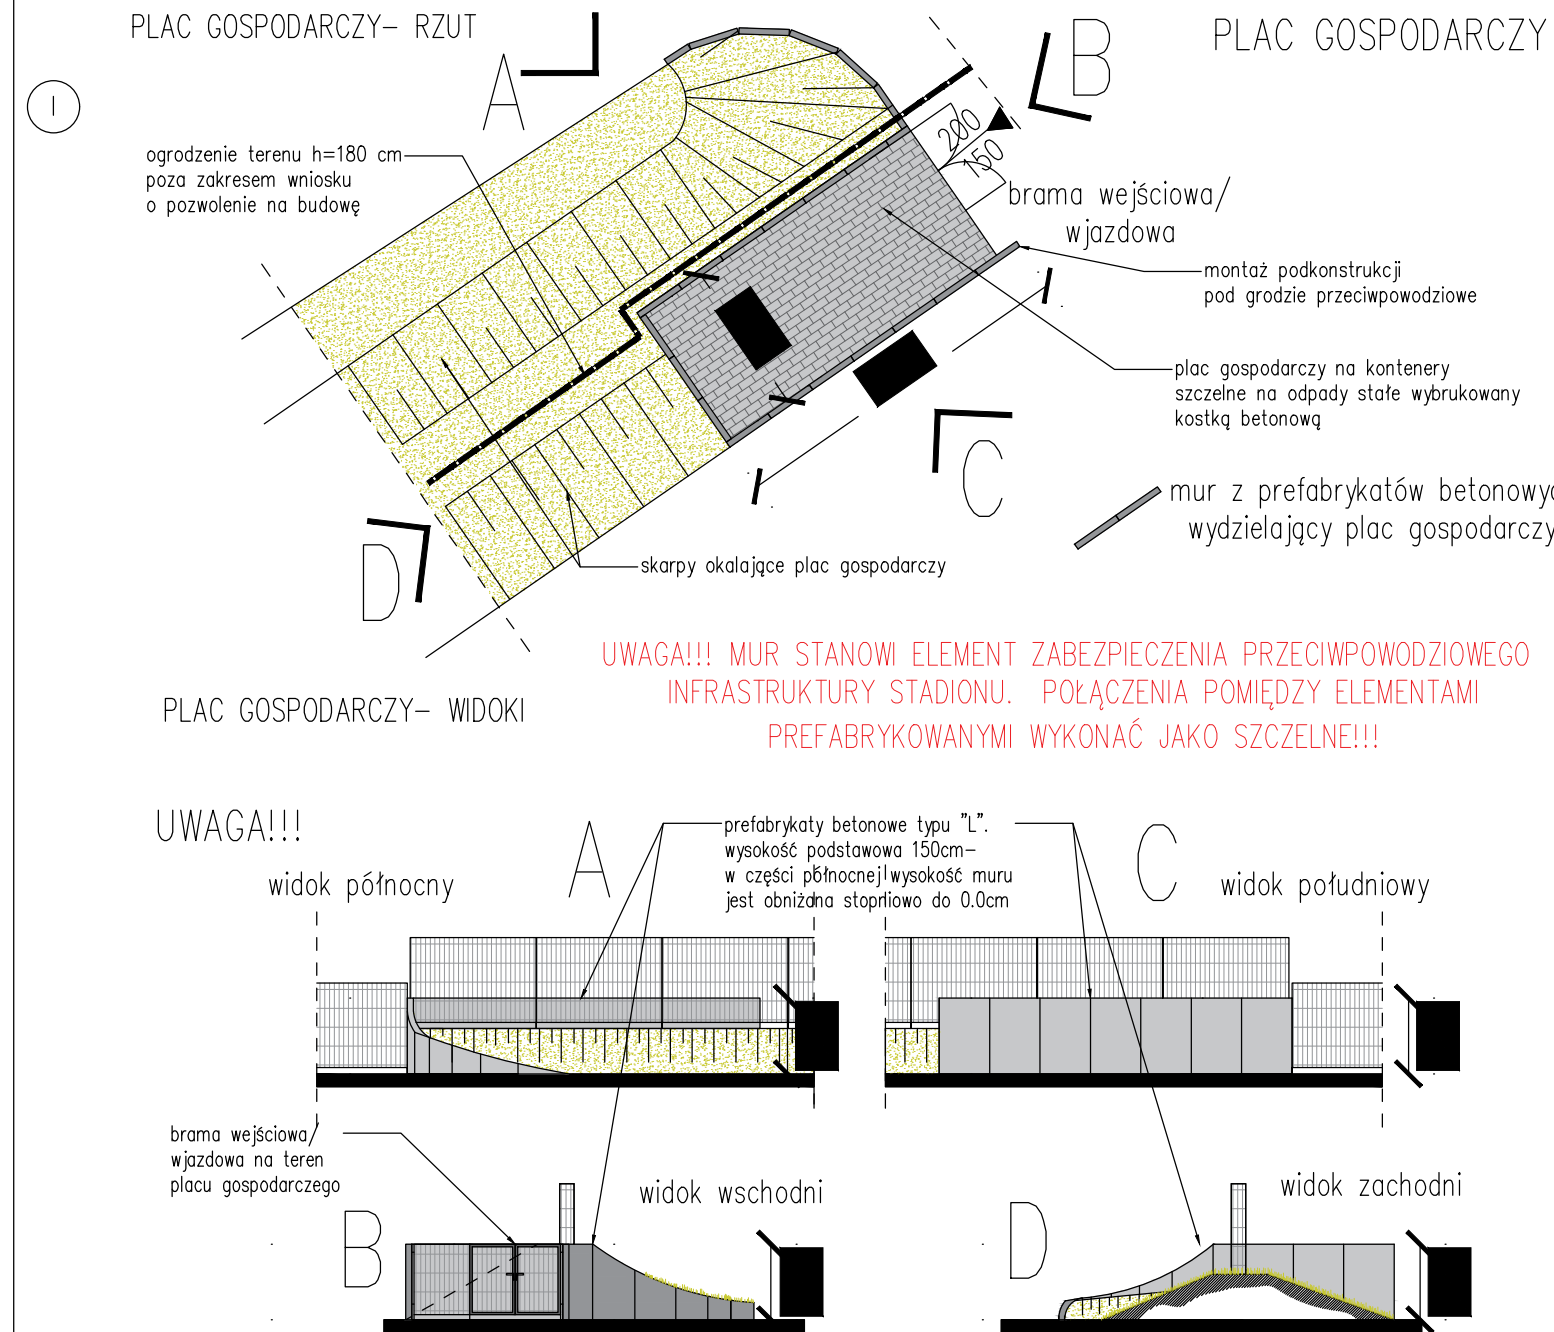 PLAC GOSPODARCZY– RZUT
PLAC GOSPODARCZY
I
A
B
ogrodzenie terenu h=180 cm
poza zakresem wniosku
o pozwolenie na budowę
200
150
brama wejściowa/
wjazdowa
montaż podkonstrukcji
pod grodzie przeciwpowodziowe
plac gospodarczy na kontenery
szczelne na odpady stałe wybrukowany
kostką betonową
C
mur z prefabrykatów
wydzielający plac gospodarczy
D
skarpy okalające plac gospodarczy
UWAGA!!! MUR STANOWI ELEMENT ZABEZPIECZENIA PRZECIWPOWODZIOWEGO
INFRASTRUKTURY STADIONU. POŁĄCZENIA POMIĘDZY ELEMENTAMI
PREFABRYKOWANYMI WYKONAĆ JAKO SZCZELNE!!!
PLAC GOSPODARCZY– WIDOKI
UWAGA!!!
A
prefabrykaty betonowe typu "L".
wysokość podstawowa 150cm–
w części północnej wysokość muru
jest obniżana stopniowo do 0.0cm
C
widok północny
widok południowy
brama wejściowa/
wjazdowa na teren
placu gospodarczego
widok wschodni
widok zachodni
B
D